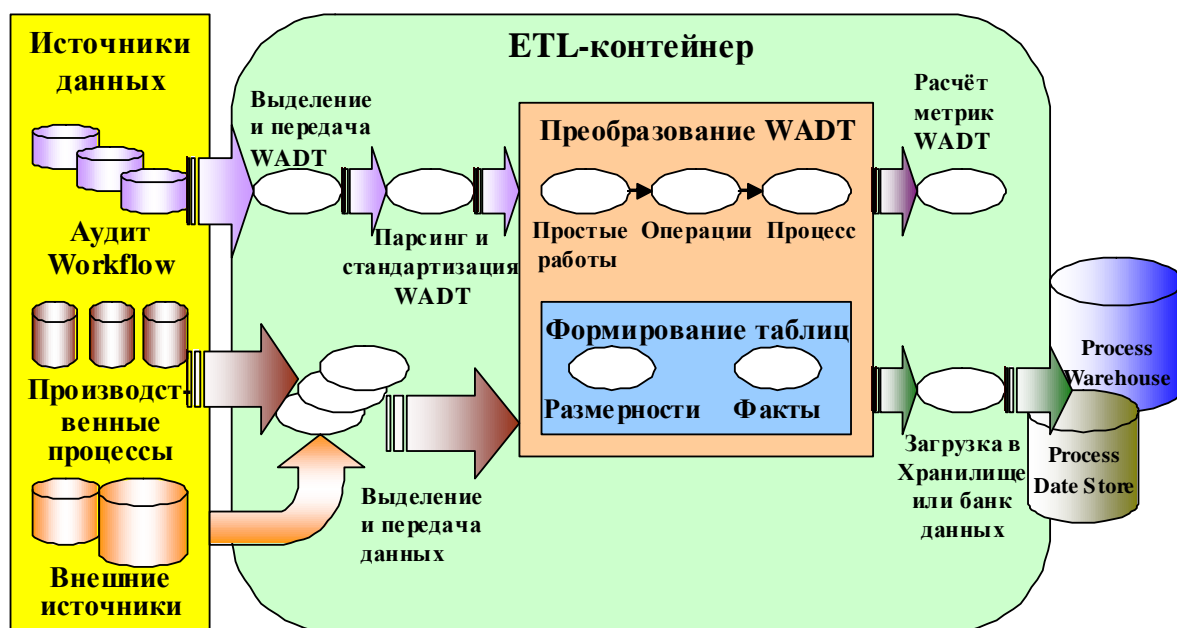 Источники
данных
Аудит
Workflow
Производст-
венные
процессы
Внешние
источники
ETL-контейнер
Выделение
и передача
WADT
Парсинг и
стандартизация
WADT
Преобразование WADT
Простые
работы
Операции
Процесс
Формирование таблиц
Размерности
Факты
Расчёт
метрик
WADT
Выделение
и передача
данных
Загрузка в
Хранилище
или банк
данных
Process
Warehouse
Process
Date Store